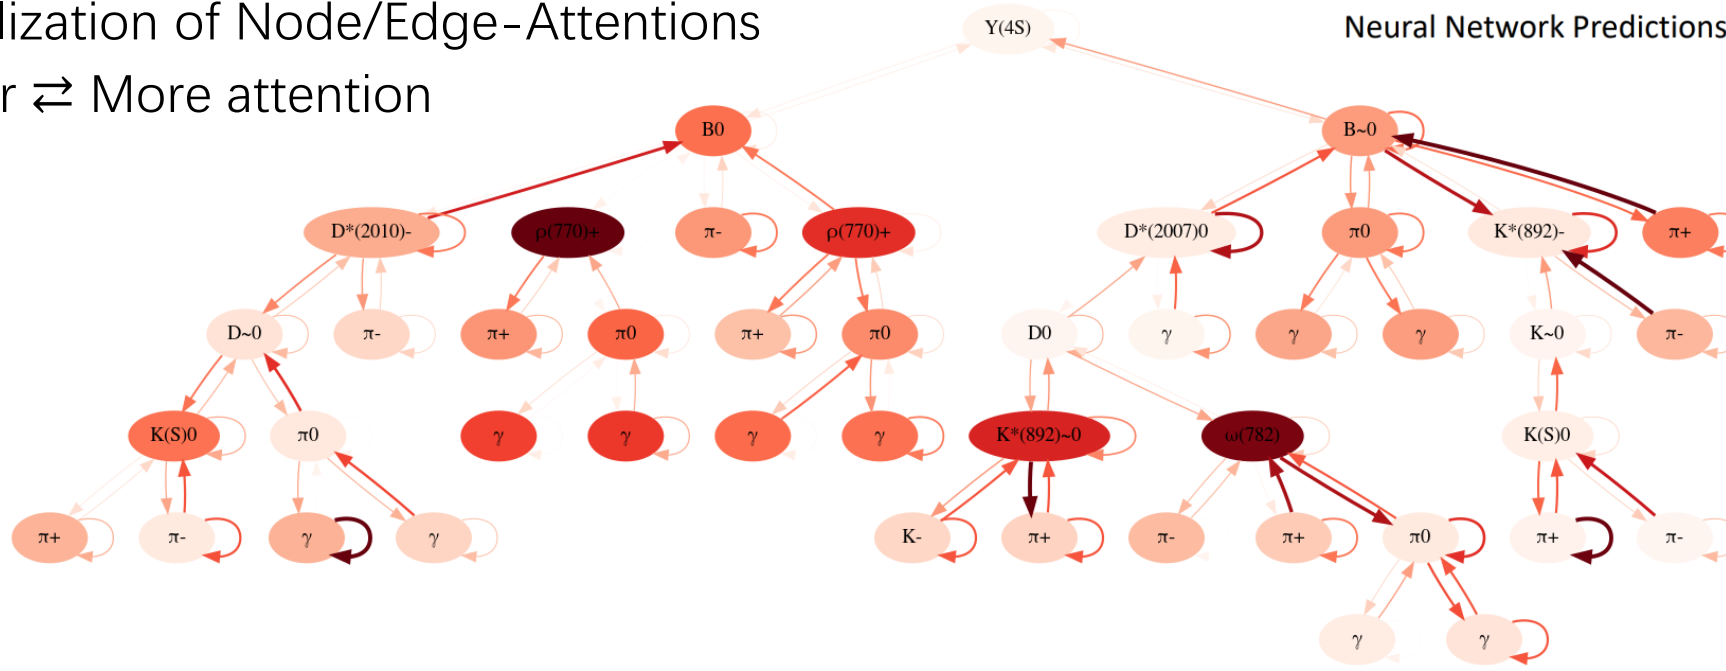 lization of Node/Edge-Attentions
Neural Network Predictions
r ⇄ More attention
Y(4S)
B0
B~0
D*(2010)-
ρ(770)+
π-
ρ(770)+
D*(2007)0
π0
K*(892)-
π+
D~0
π-
π+
π0
π+
π0
D0
γ
γ
γ
K~0
π-
K(S)0
π0
γ
γ
γ
γ
K*(892)~0
ω(782)
K(S)0
π+
π-
γ
γ
K-
π+
π-
π+
π0
π+
π-
γ
γ